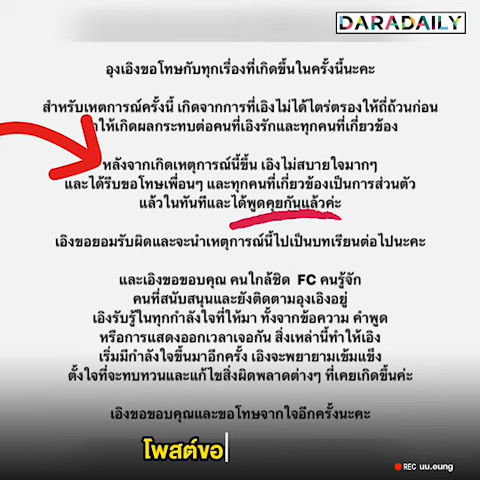 DARADAILY
อุงเอิงขอโทษกับทุกเรื่องที่เกิดขึ้นในครั้งนี้นะคะ
สำหรับเหตุการณ์ครั้งนี้ เกิดจากการที่เอิงไม่ได้ไตร่ตรองให้ถี่ถ้วนก่อน
ให้เกิดผลกระทบต่อคนที่เอิงรักและทุกคนที่เกี่ยวข้อง
หลังจากเกิดเหตุการณ์นี้ขึ้น เอิงไม่สบายใจมากๆ
และได้รีบขอโทษเพื่อนๆ และทุกคนที่เกี่ยวข้องเป็นการส่วนตัว
แล้วในทันทีและได้พูดคุยกันแล้วค่ะ
เอิงขอยอมรับผิดและจะนำเหตุการณ์นี้ไปเป็นบทเรียนต่อไปนะคะ
และเอิงขอขอบคุณ คนใกล้ชิด FC คนรู้จัก
คนที่สนับสนุนและยังติดตามอุงเอิงอยู่
เอิงรับรู้ในทุกกำลังใจที่ให้มา ทั้งจากข้อความ คำพูด
หรือการแสดงออกเวลาเจอกัน สิ่งเหล่านี้ทำให้เอิง
เริ่มมีกำลังใจขึ้นมาอีกครั้ง เอิงจะพยายามเข้มแข็ง
ตั้งใจที่จะทบทวนและแก้ไขสิ่งผิดพลาดต่างๆ ที่เคยเกิดขึ้นค่ะ
เอิงขอขอบคุณและขอโทษจากใจอีกครั้งนะคะ
โพสต์ขอ
REC uu.eung